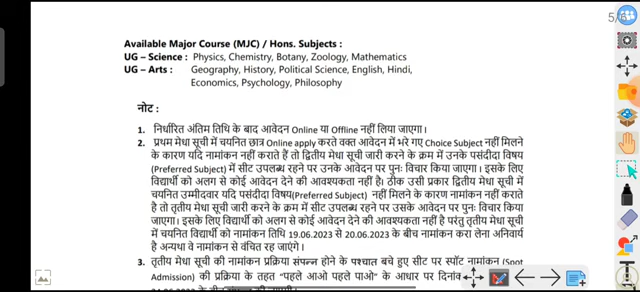 5/6
Available Major Course (MJC) / Hons. Subjects :
UG – Science : Physics, Chemistry, Botany, Zoology, Mathematics
UG – Arts : Geography, History, Political Science, English, Hindi,
Economics, Psychology, Philosophy
नोट :
1. निर्धारित अंतिम तिथि के बाद आवेदन Online या Offline नहीं लिया जाएगा।
2. प्रथम मेधा सूची में चयनित छात्र Online apply करते वक्त आवेदन में भरे गए Choice Subject नहीं मिलने
के कारण यदि नामांकन नहीं कराते हैं तो द्वितीय मेधा सूची जारी करने के क्रम में उनके पसंदीदा विषय
(Preferred Subject) में सीट उपलब्ध रहने पर उनके आवेदन पर पुनः विचार किया जाएगा। इसके लिए
विद्यार्थी को अलग से कोई आवेदन देने की आवश्यकता नहीं है। ठीक उसी प्रकार द्वितीय मेधा सूची में
चयनित उम्मीदवार यदि पसंदीदा विषय(Preferred Subject) नहीं मिलने के कारण नामांकन नहीं कराते
है तो तृतीय मेधा सूची जारी करने के क्रम में सीट उपलब्ध रहने पर उसके आवेदन पर पुनः विचार किया
जाएगा। इसके लिए विद्यार्थी को अलग से कोई आवेदन देने की आवश्यकता नहीं है परंतु तृतीय मेधा सूची
में चयनित विद्यार्थी को नामांकन तिथि 19.06.2023 से 20.06.2023 के बीच नामांकन करा लेना अनिवार्य
है अन्यथा वे नामांकन से वंचित रह जाएंगे।
3. तृतीय मेधा सूची की नामांकन प्रक्रिया संपन्न होने के पश्चात बचे हुए सीट पर स्पॉट नामांकन (Spot
Admission) की प्रक्रिया के तहत "पहले आओ पहले पाओ" के आधार पर दिनांक